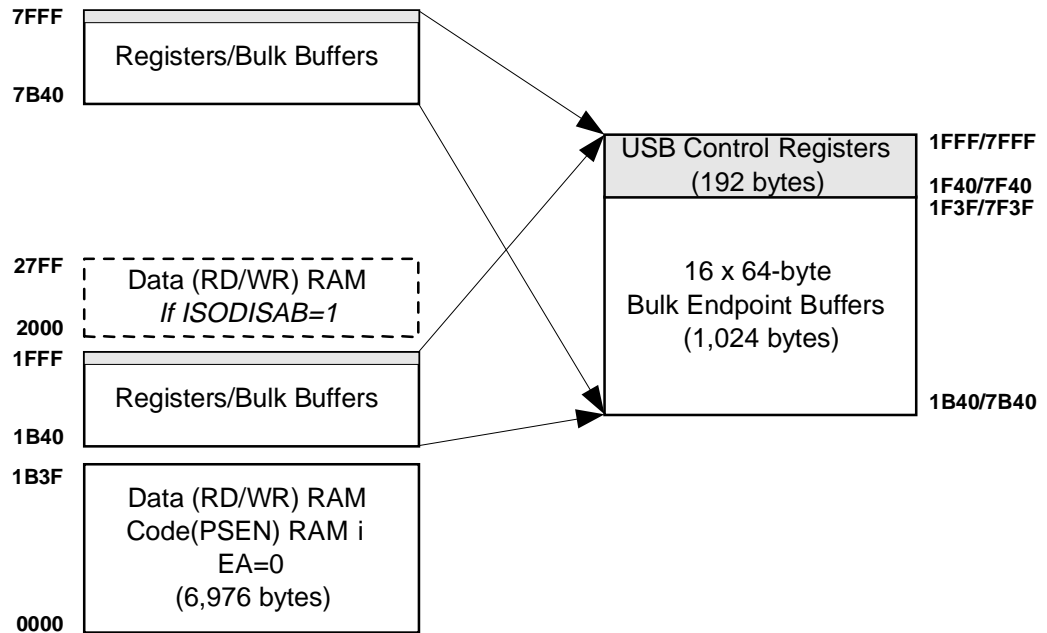 7FFF
Registers/Bulk Buffers
7B40
USB Control Registers
(192 bytes)
1FFF/7FFF
1F40/7F40
1F3F/7F3F
16 x 64-byte
Bulk Endpoint Buffers
(1,024 bytes)
1B40/7B40
27FF
Data (RD/WR) RAM
If ISODISAB=1
2000
1FFF
Registers/Bulk Buffers
1B40
1B3F
Data (RD/WR) RAM
Code(PSEN) RAM i
EA=0
(6,976 bytes)
0000